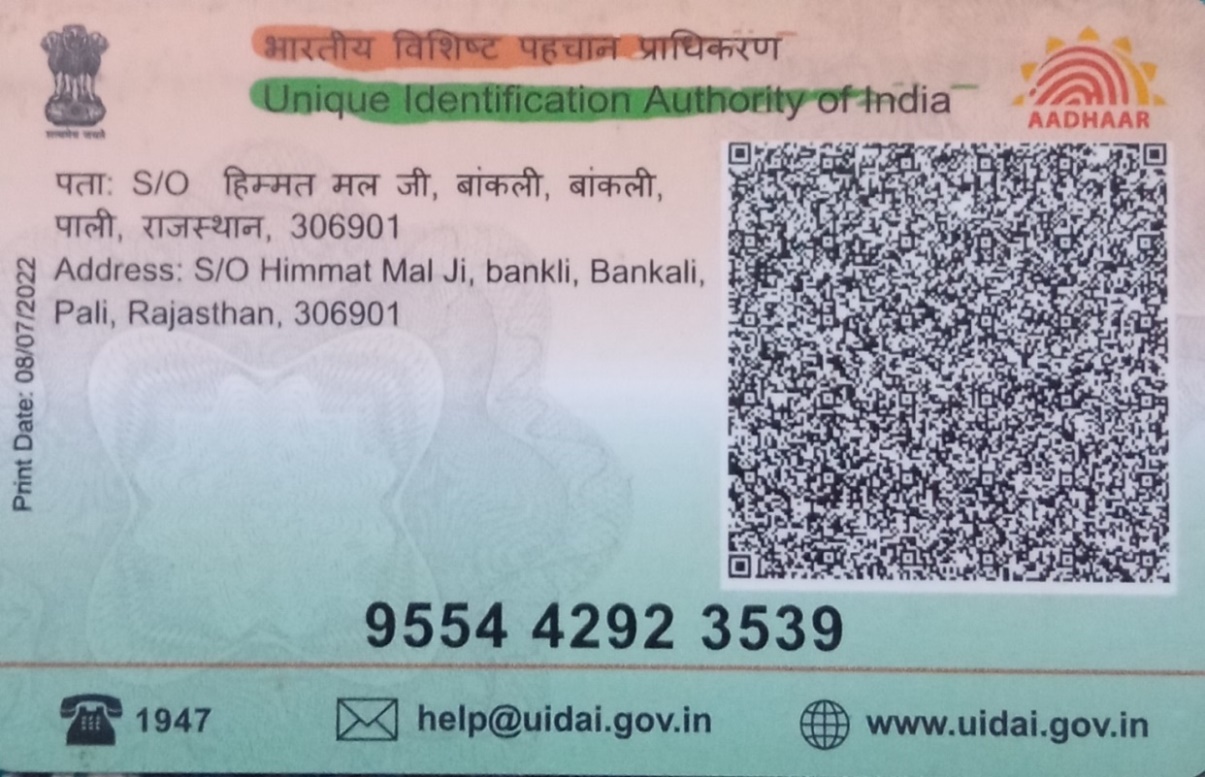 भारतीय विशिष्ट पहचान प्राधिकरण
Unique Identification Authority of India
सत्यमेव जयते
AADHAAR
पता: S/O हिम्मत मल जी, बांकली, बांकली,
पाली, राजस्थान, 306901
Address: S/O Himmat Mal Ji, bankli, Bankali,
Pali, Rajasthan, 306901
Print Date: 08/07/2022
9554 4292 3539
1947
help@uidai.gov.in
www.uidai.gov.in